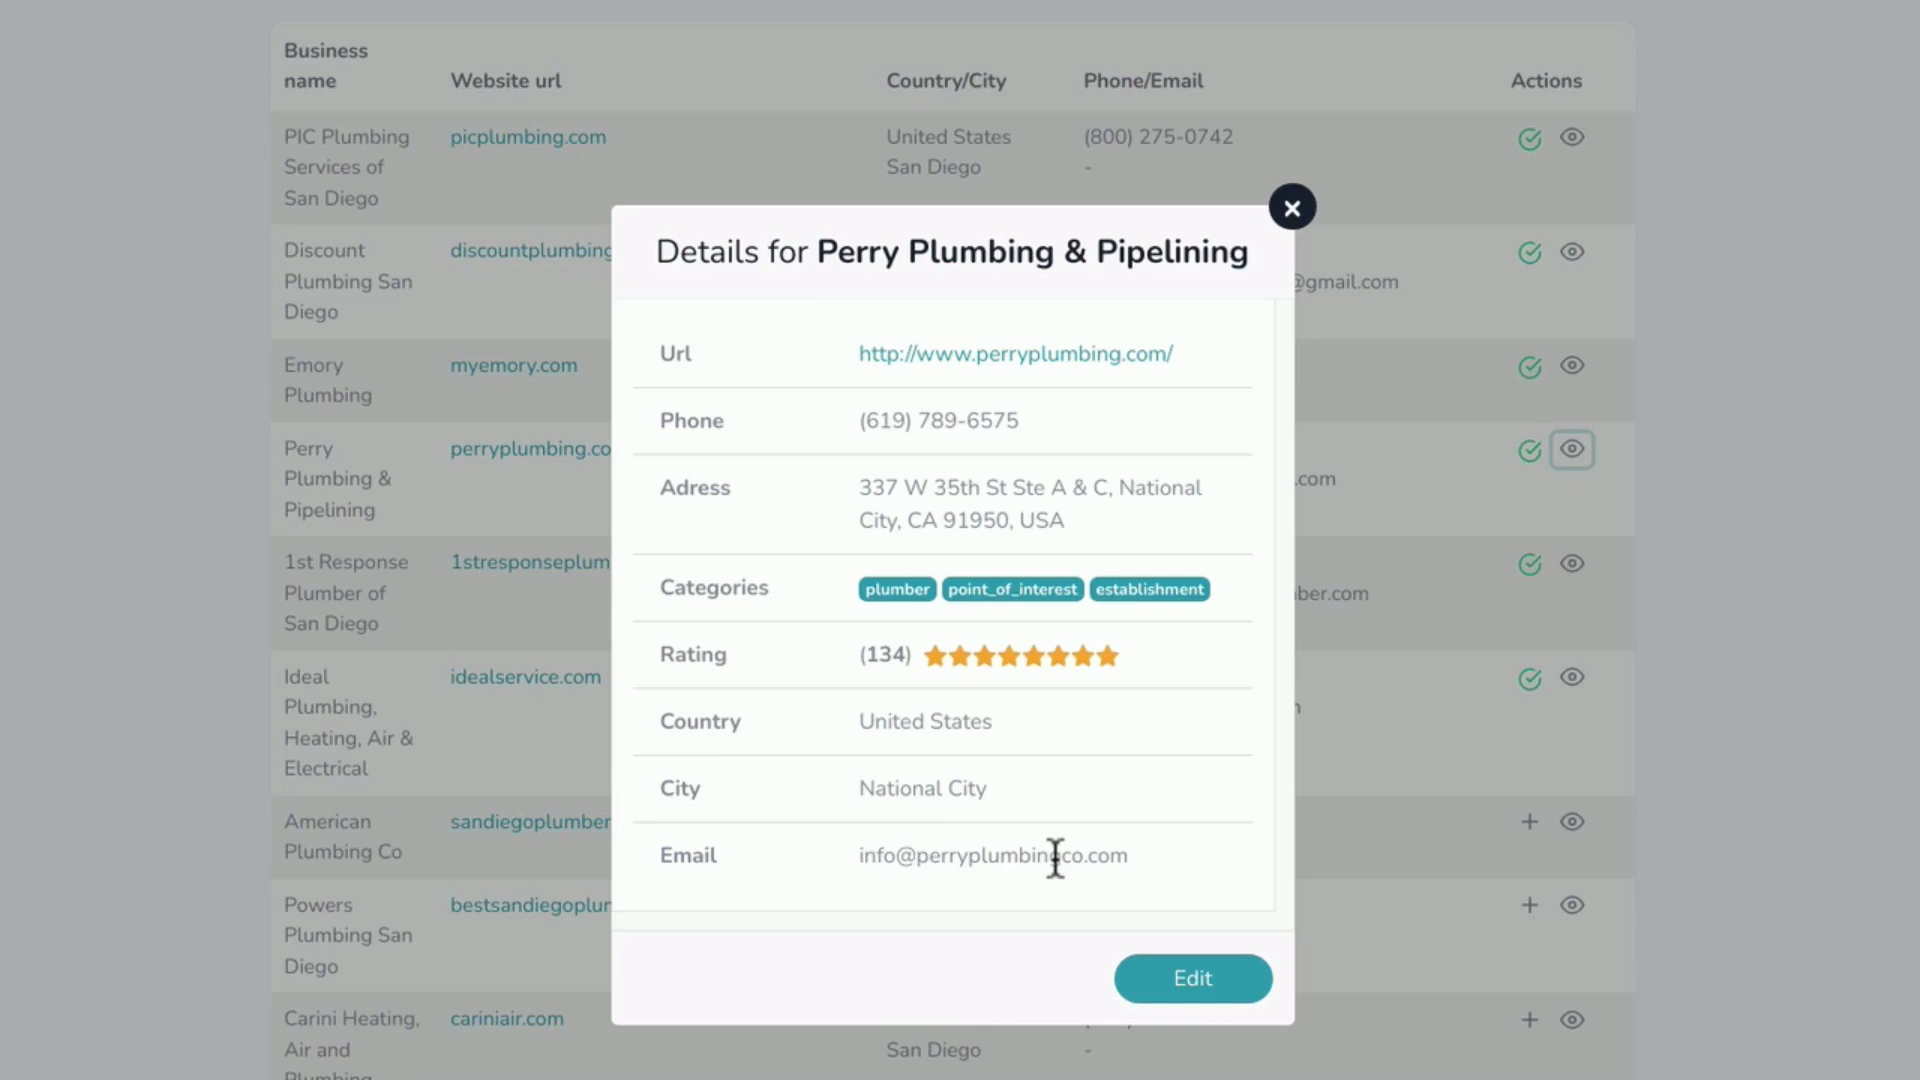 Business
name
Website url
Country/City
Phone/Email
Actions
PIC Plumbing
Services of
San Diego
picplumbing.com
United States
San Diego
(800) 275-0742
-
Discount
Plumbing San
Diego
discountplumbing
@gmail.com
Emory
Plumbing
myemory.com
Perry
Plumbing &
Pipelining
perryplumbing.co
.com
1st Response
Plumber of
San Diego
1stresponseplum
ber.com
Ideal
Plumbing,
Heating, Air &
Electrical
idealservice.com
American
Plumbing Co
sandiegoplumber
Powers
Plumbing San
Diego
bestsandiegoplur
Carini Heating,
Air and
Plumbing
cariniair.com
San Diego
-
Details for Perry Plumbing & Pipelining
Url
http://www.perryplumbing.com/
Phone
(619) 789-6575
Adress
337 W 35th St Ste A & C, National
City, CA 91950, USA
Categories
plumber point_of_interest establishment
Rating
(134)
Country
United States
City
National City
Email
info@perryplumbingco.com
Edit